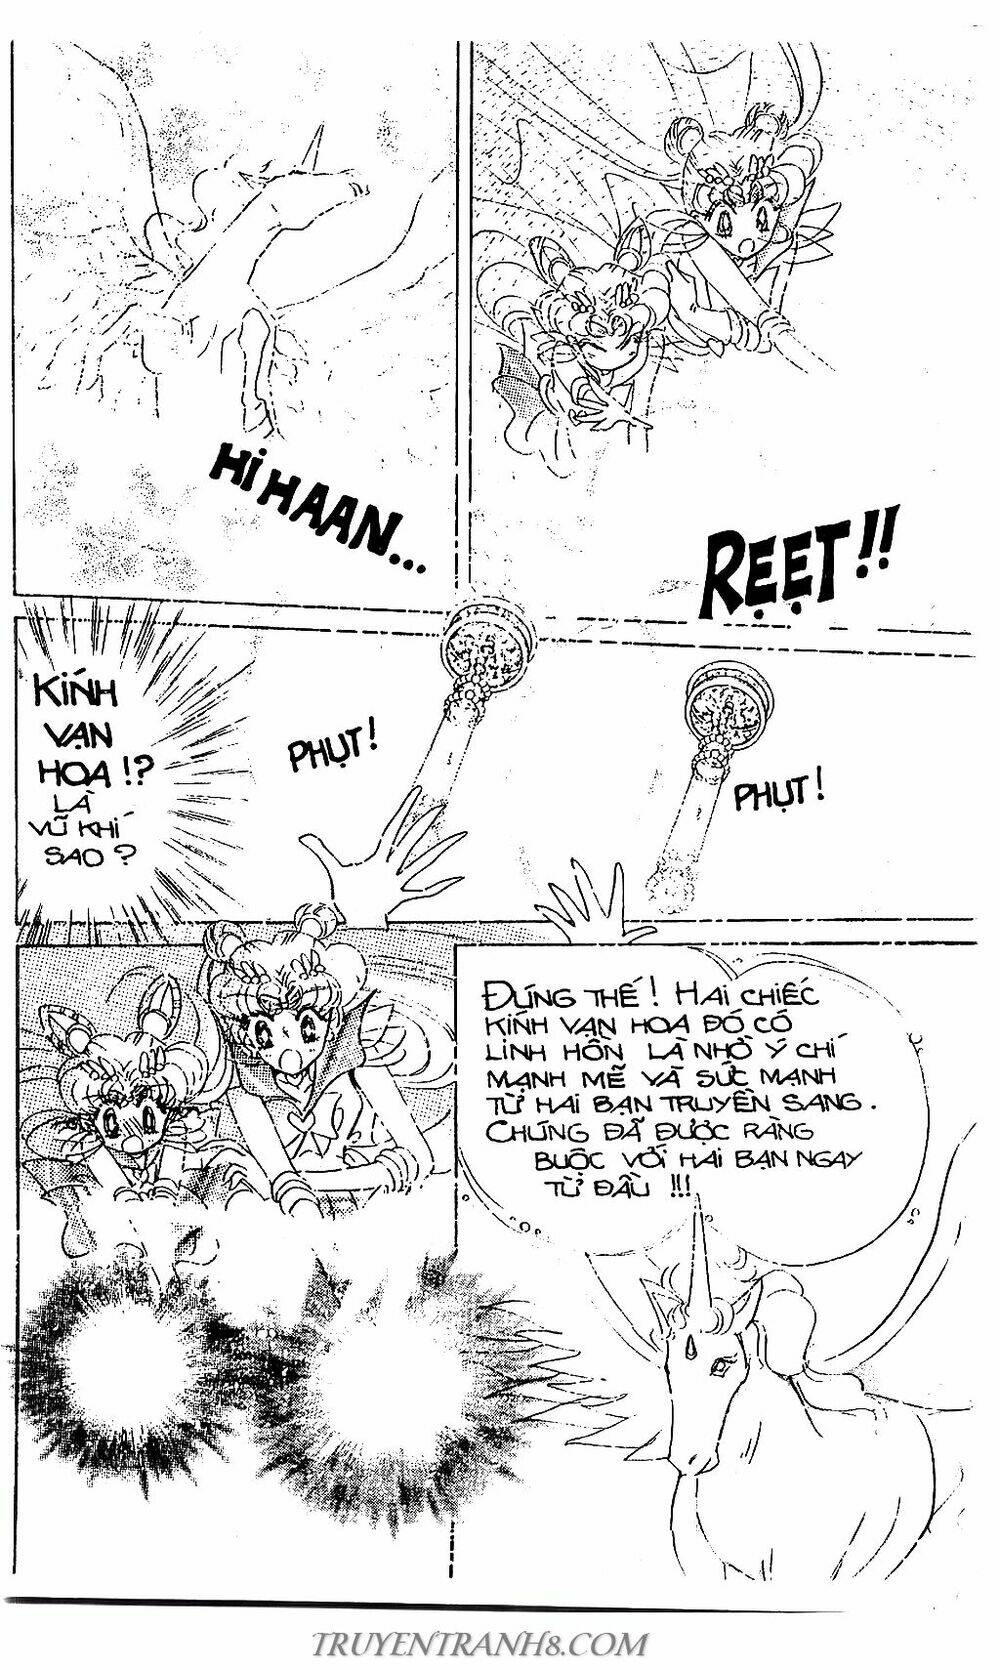 HI HAAN...
RẸẸT!!
KÍNH
VẠN
HOA!?
LÀ
VŨ KHÍ
SAO?
PHỤT!
PHỤT!
ĐÚNG THẾ! HAI CHIẾC
KÍNH VẠN HOA ĐÓ CÓ
LINH HỒN LÀ NHỜ Ý CHÍ
MẠNH MẼ VÀ SỨC MẠNH
TỪ HAI BẠN TRUYỀN SANG.
CHÚNG ĐÃ ĐƯỢC RÀNG
BUỘC VỚI HAI BẠN NGAY
TỪ ĐẦU!!!
TRUYENTRANH8.COM